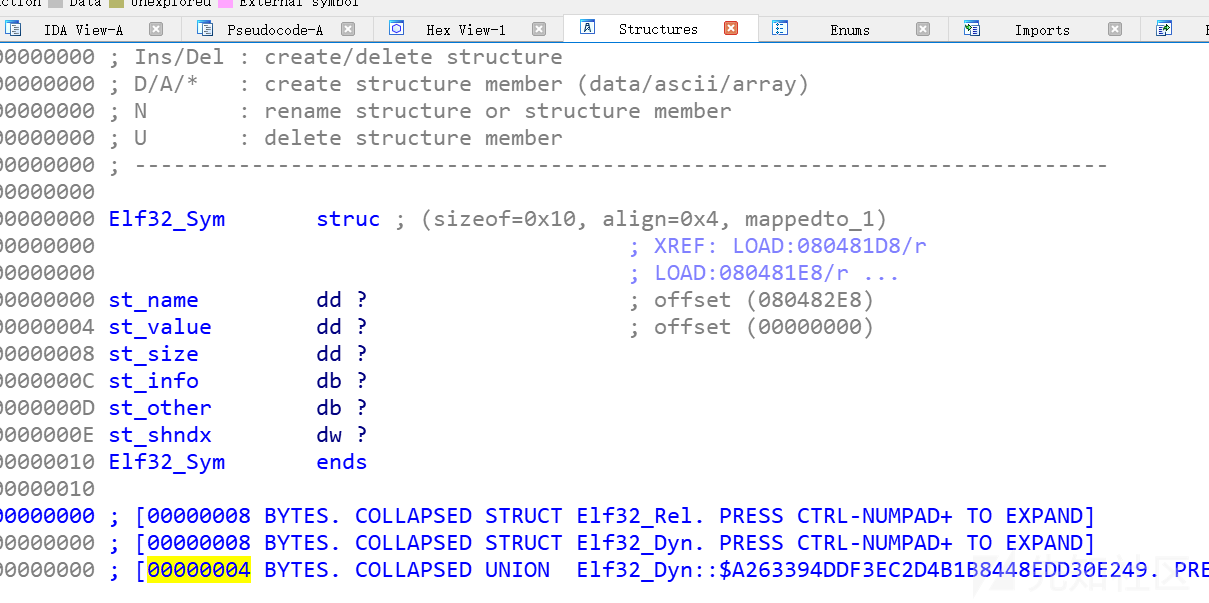 ction Data Unexplored External symbol
IDA View-A Pseudocode-A Hex View-1 Structures Enums Imports
00000000 ; Ins/Del : create/delete structure
00000000 ; D/A/* : create structure member (data/ascii/array)
00000000 ; N : rename structure or structure member
00000000 ; U : delete structure member
00000000 ; ---------------------------------------------------------------------------
00000000
00000000 Elf32_Sym struc ; (sizeof=0x10, align=0x4, mappedto_1)
00000000 ; XREF: LOAD:080481D8/r
00000000 ; LOAD:080481E8/r ...
00000000 st_name dd ? ; offset (080482E8)
00000004 st_value dd ? ; offset (00000000)
00000008 st_size dd ?
0000000C st_info db ?
0000000D st_other db ?
0000000E st_shndx dw ?
00000010 Elf32_Sym ends
00000010
00000000 ; [00000008 BYTES. COLLAPSED STRUCT Elf32_Rel. PRESS CTRL-NUMPAD+ TO EXPAND]
00000000 ; [00000008 BYTES. COLLAPSED STRUCT Elf32_Dyn. PRESS CTRL-NUMPAD+ TO EXPAND]
00000000 ; [00000004 BYTES. COLLAPSED UNION Elf32_Dyn::$A263394DDF3EC2D4B1B8448EDD30E249. PRE